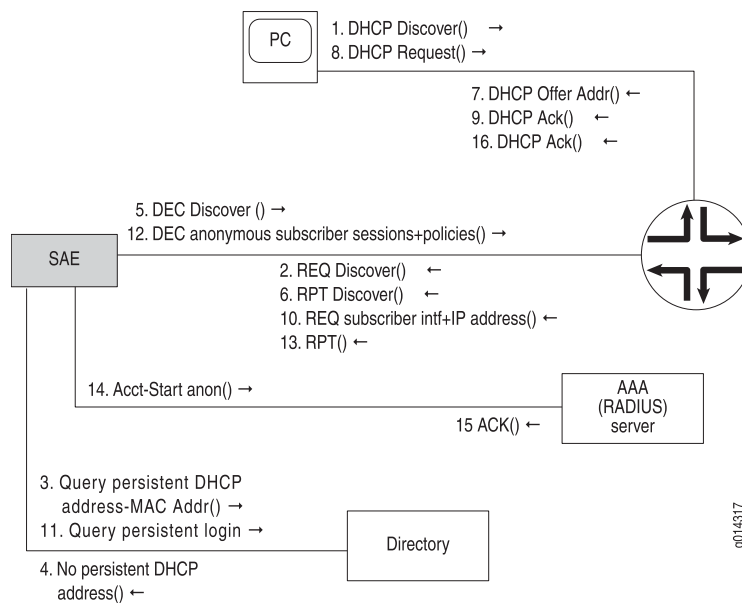 PC
1. DHCP Discover() →
8. DHCP Request() →
7. DHCP Offer Addr() ←
9. DHCP Ack() ←
16. DHCP Ack() ←
5. DEC Discover () →
12. DEC anonymous subscriber sessions+policies() →
SAE
2. REQ Discover() ←
6. RPT Discover() ←
10. REQ subscriber intf+IP address() ←
13. RPT() ←
14. Acct-Start anon() →
AAA
(RADIUS)
server
15 ACK() ←
3. Query persistent DHCP
address-MAC Addr() →
11. Query persistent login →
Directory
4. No persistent DHCP
address() ←
g014317